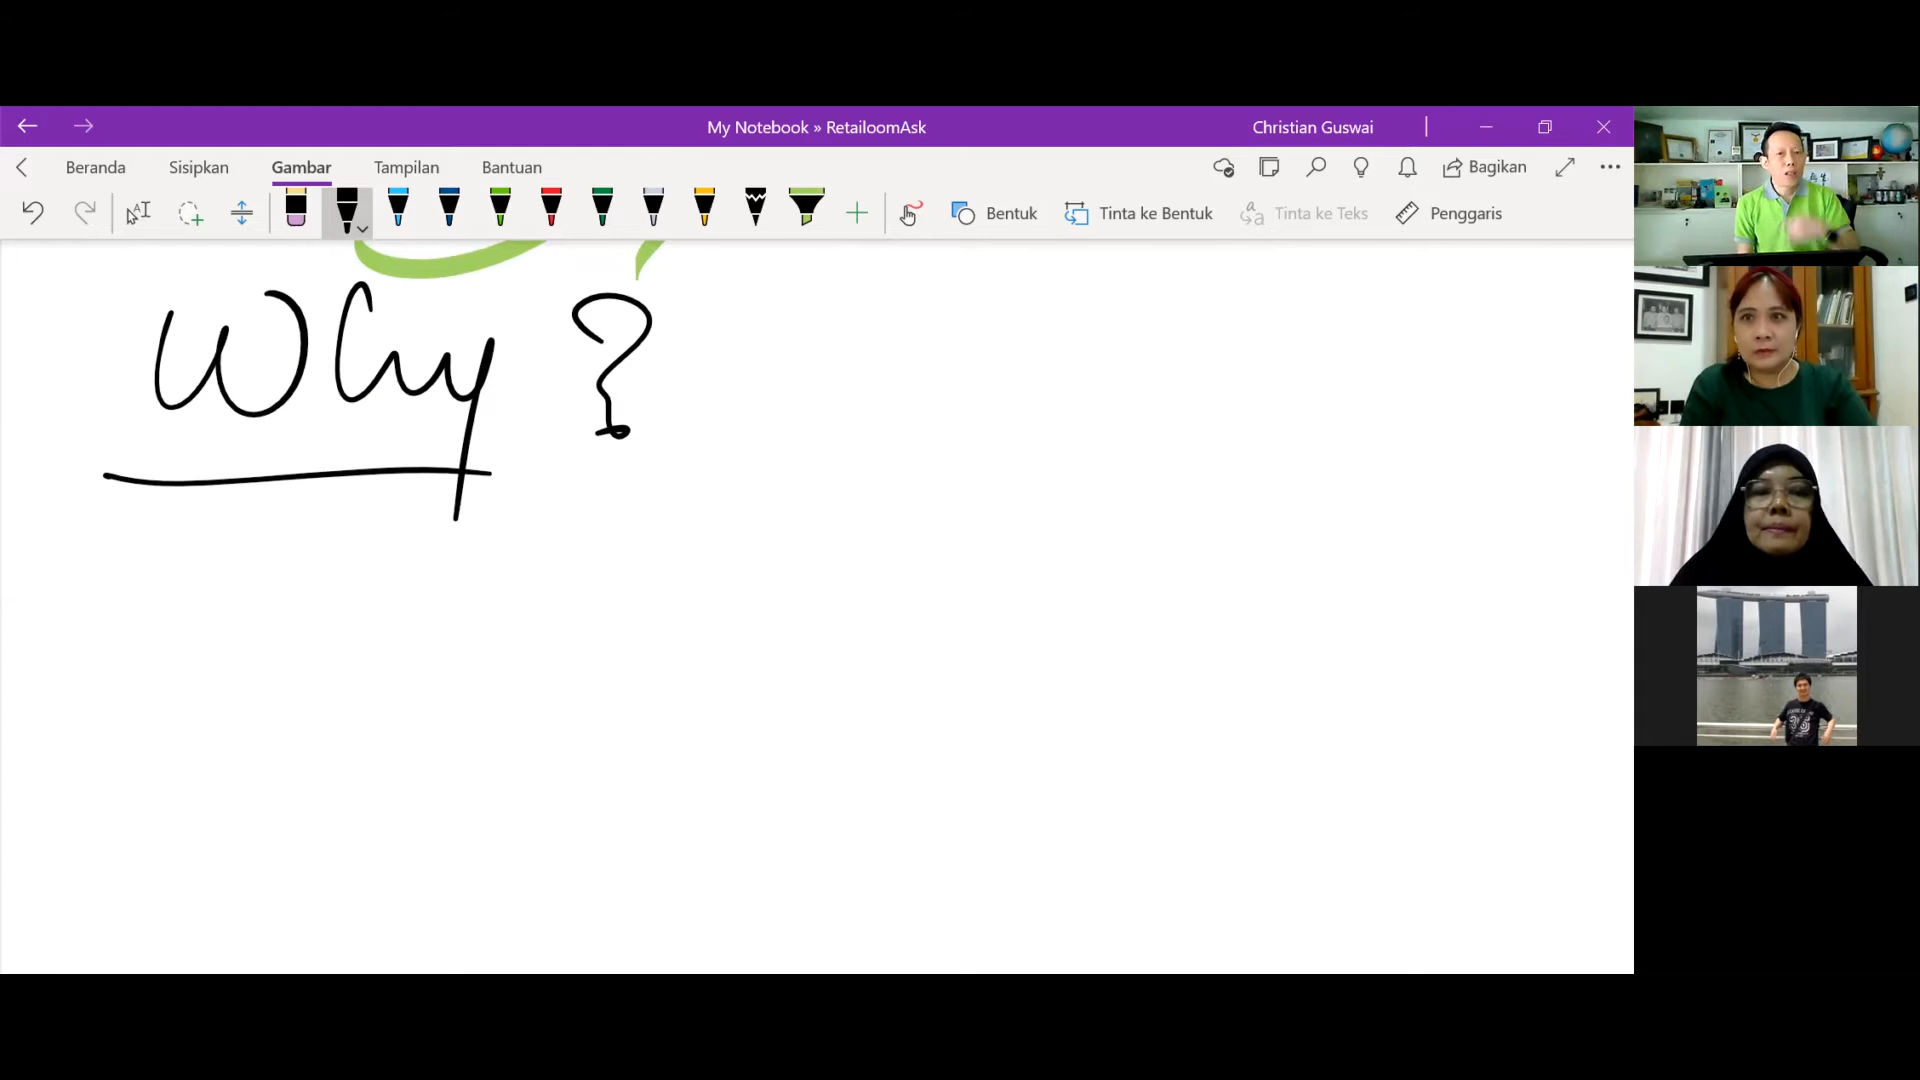 My Notebook » RetailoomAsk
Christian Guswai
Beranda Sisipkan Gambar Tampilan Bantuan
Bagikan
Bentuk Tinta ke Bentuk Tinta ke Teks Penggaris
Why ?